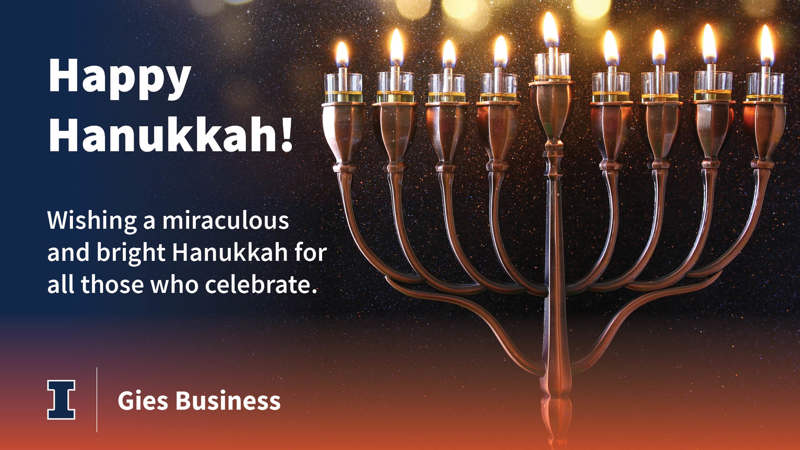 Happy
Hanukkah!
Wishing a miraculous
and bright Hanukkah for
all those who celebrate.
I
Gies Business